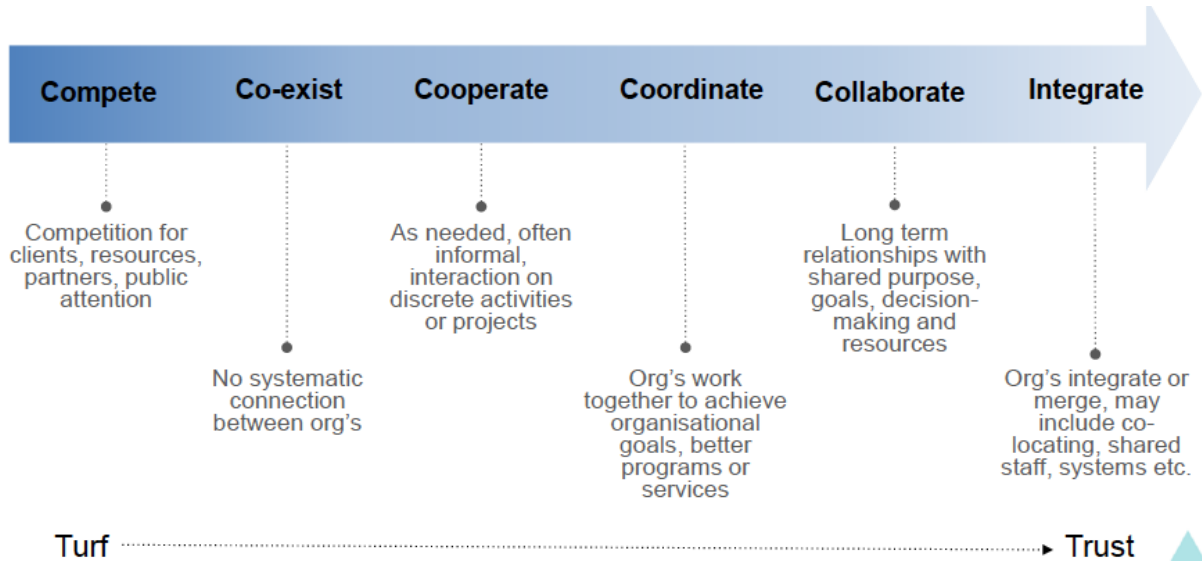 Compete
Co-exist
Cooperate
Coordinate
Collaborate
Integrate
Competition for
clients, resources,
partners, public
attention
No systematic
connection
between org's
As needed, often
informal,
interaction on
discrete activities
or projects
Org's work
together to achieve
organisational
goals, better
programs or
services
Long term
relationships with
shared purpose,
goals, decision-
making and
resources
Org's integrate or
merge, may
include co-
locating, shared
staff, systems etc.
Turf
Trust